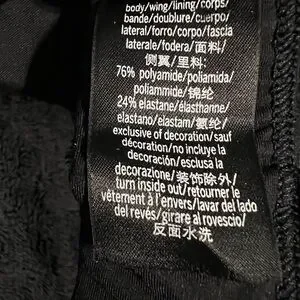 body/wing/lining/corps/
bande/doublure/cuerpo/
lateral/forro/corpo/fascia
laterale/fodera/面料/
侧翼/里料:
76% polyamide/poliamida/
poliammide/锦纶
24% elastane/élasthanne/
elastano/elastam/氨纶/
exclusive of decoration/sauf
décoration/no incluye la
decoración/esclusa la
decorazione/装饰除外/
turn inside out/retourner le
vêtement à l'envers/lavar del lado
del revés/girare al rovescio/
反面水洗